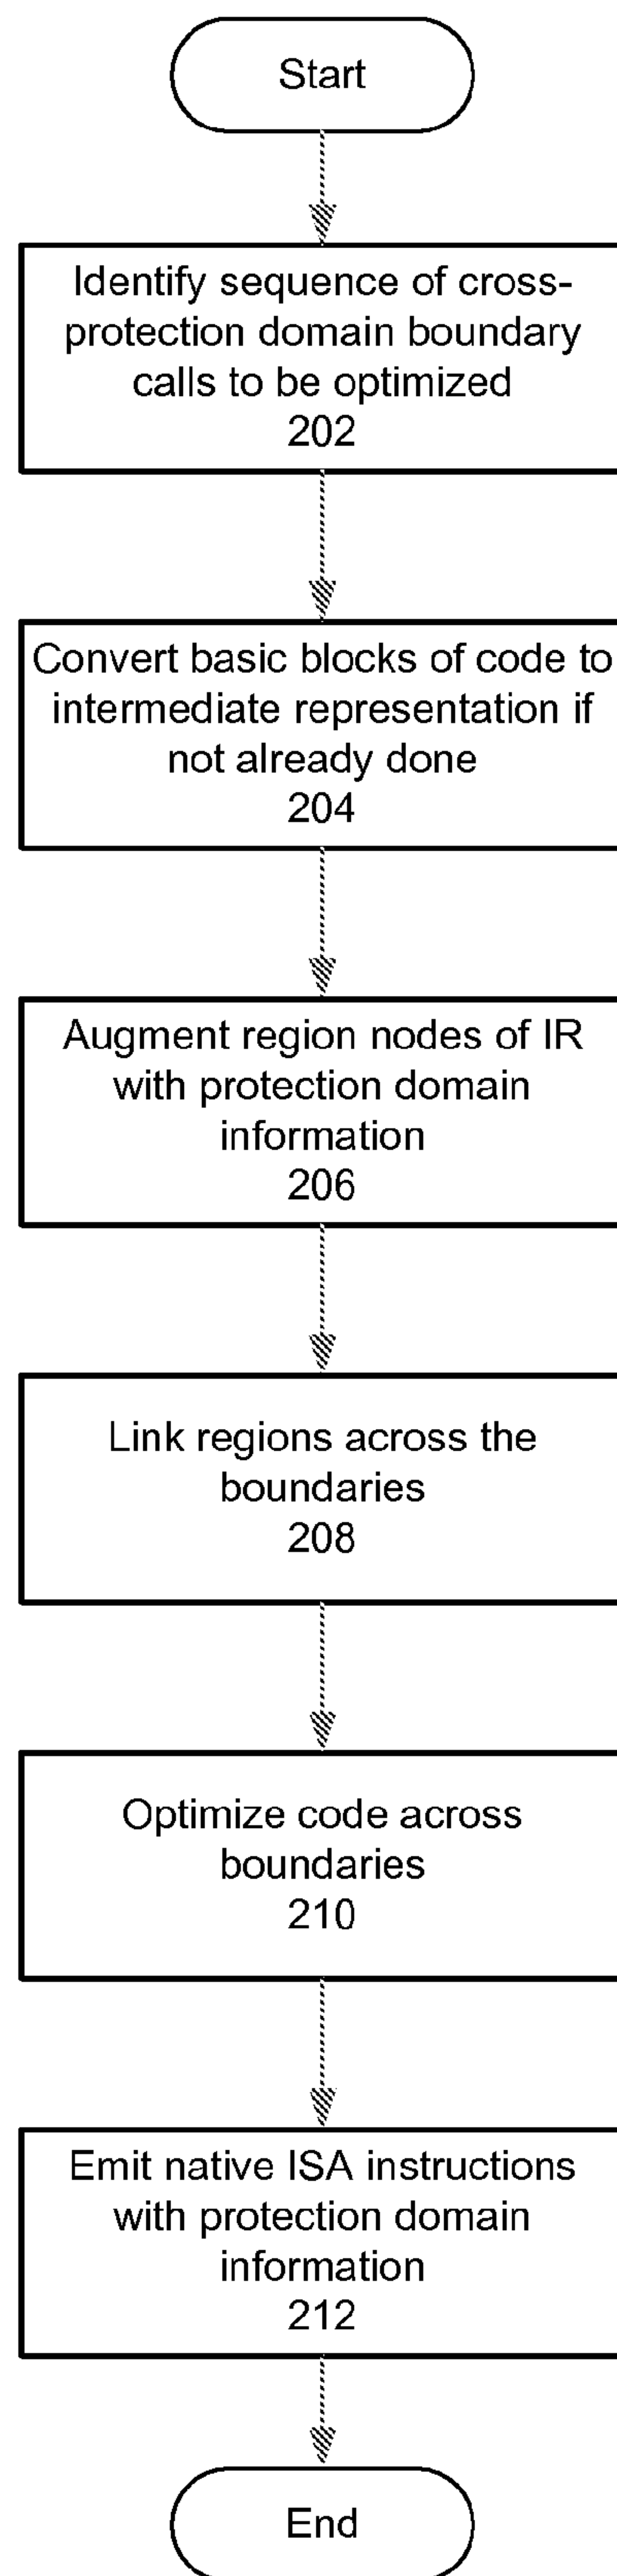 Start
Identify sequence of cross-
protection domain boundary
calls to be optimized
202
Convert basic blocks of code to
intermediate representation if
not already done
204
Augment region nodes of IR
with protection domain
information
206
Link regions across the
boundaries
208
Optimize code across
boundaries
210
Emit native ISA instructions
with protection domain
information
212
End